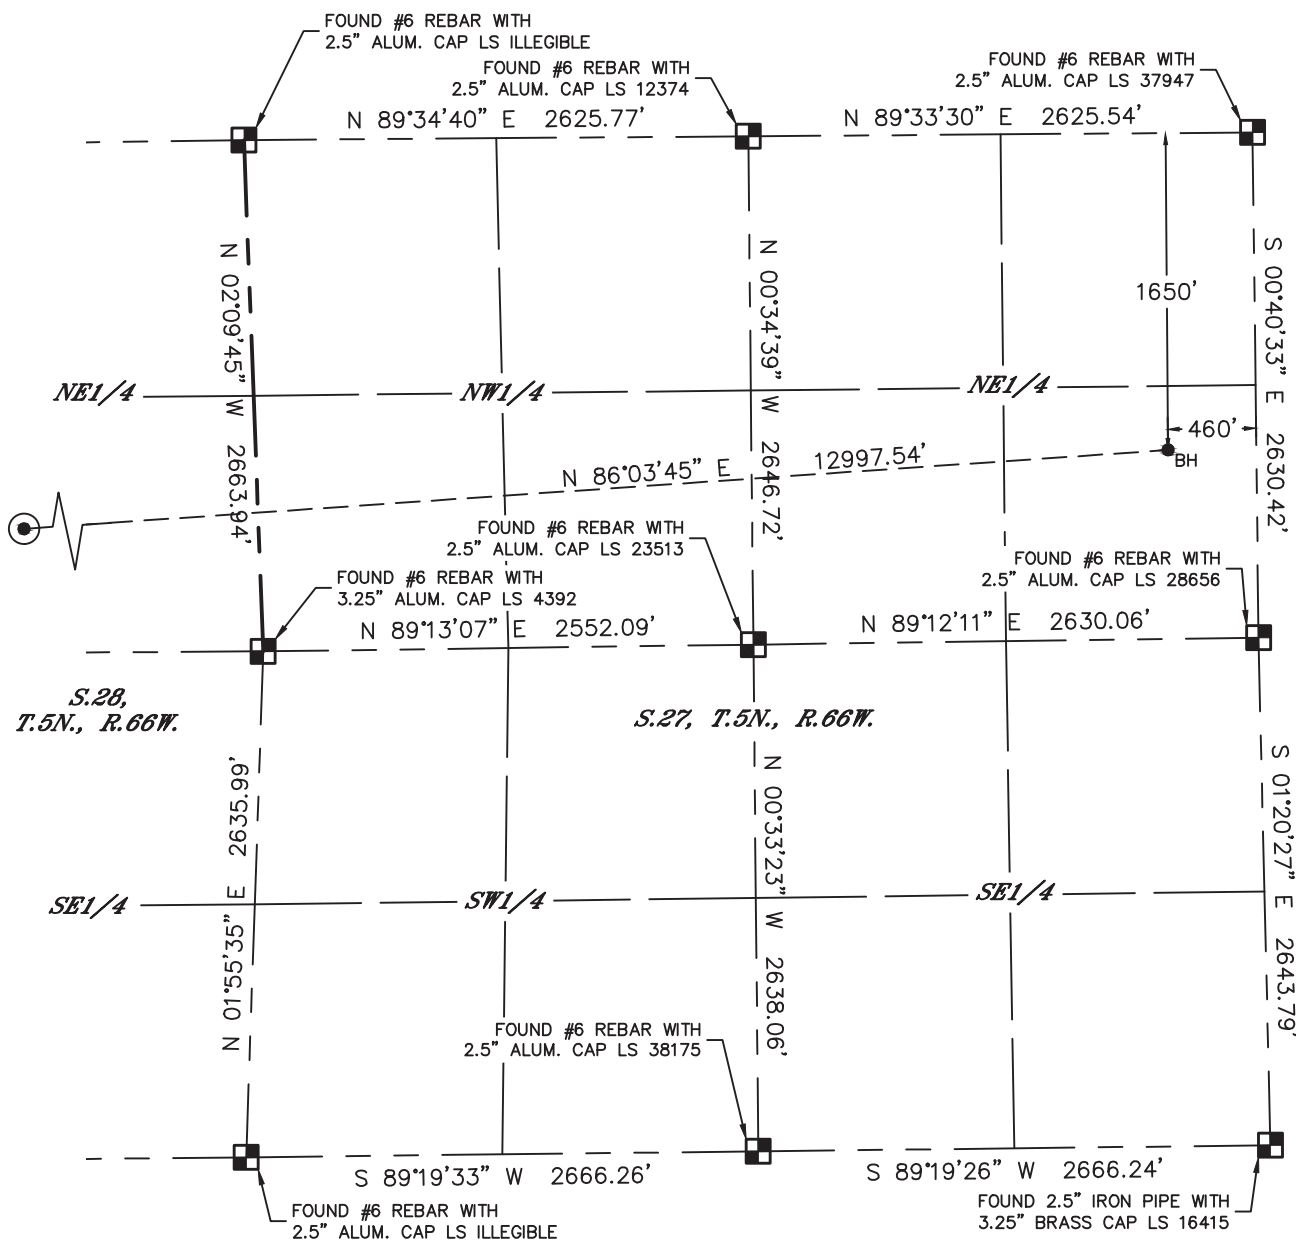 FOUND #6 REBAR WITH
2.5" ALUM. CAP LS ILLEGIBLE
FOUND #6 REBAR WITH
2.5" ALUM. CAP LS 12374
FOUND #6 REBAR WITH
2.5" ALUM. CAP LS 37947
N 89°34'40" E 2625.77'
N 89°33'30" E 2625.54'
N 02°09'45" W 2663.94'
N 00°34'39" W 2646.72'
1650'
S 00°40'33" E 2630.42'
NE1/4
NW1/4
NE1/4
460'
BH
N 86°03'45" E 12997.54'
FOUND #6 REBAR WITH
2.5" ALUM. CAP LS 23513
FOUND #6 REBAR WITH
2.5" ALUM. CAP LS 28656
FOUND #6 REBAR WITH
3.25" ALUM. CAP LS 4392
N 89°13'07" E 2552.09'
N 89°12'11" E 2630.06'
S.28,
T.5N., R.66W.
S.27, T.5N., R.66W.
N 01°55'35" E 2635.99'
N 00°33'23" W 2638.06'
S 01°20'27" E 2643.79'
SE1/4
SW1/4
SE1/4
FOUND #6 REBAR WITH
2.5" ALUM. CAP LS 38175
S 89°19'33" W 2666.26'
S 89°19'26" W 2666.24'
FOUND #6 REBAR WITH
2.5" ALUM. CAP LS ILLEGIBLE
FOUND 2.5" IRON PIPE WITH
3.25" BRASS CAP LS 16415